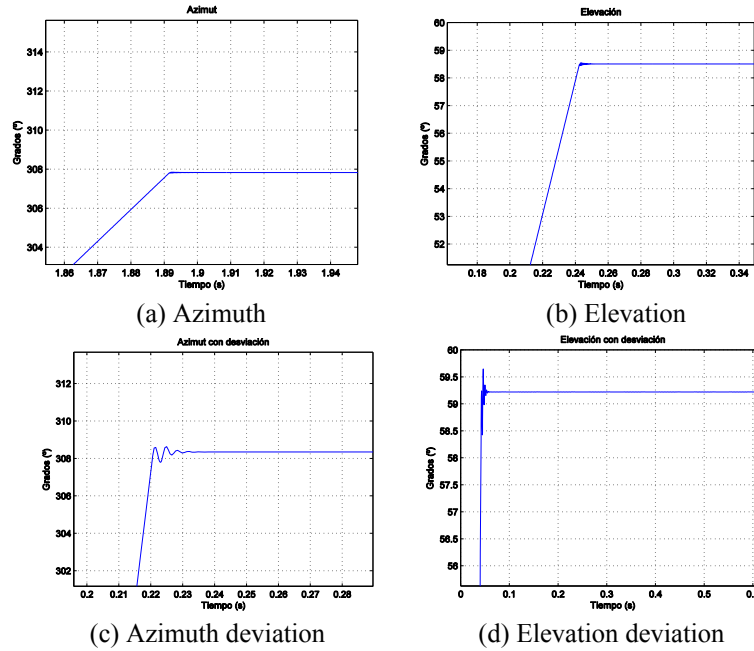 Azimut
314
312
310
308
306
304
Grados (º)
1.86 1.87 1.88 1.89 1.9 1.91 1.92 1.93 1.94
Tiempo (s)
(a) Azimuth
Elevación
60
59
58
57
56
55
54
53
52
Grados (º)
0.18 0.2 0.22 0.24 0.26 0.28 0.3 0.32 0.34
Tiempo (s)
(b) Elevation
Azimut con desviación
312
310
308
306
304
302
Grados (º)
0.2 0.21 0.22 0.23 0.24 0.25 0.26 0.27 0.28
Tiempo (s)
(c) Azimuth deviation
Elevación con desviación
60
59.5
59
58.5
58
57.5
57
56.5
56
Grados (º)
0 0.1 0.2 0.3 0.4 0.5
Tiempo (s)
(d) Elevation deviation